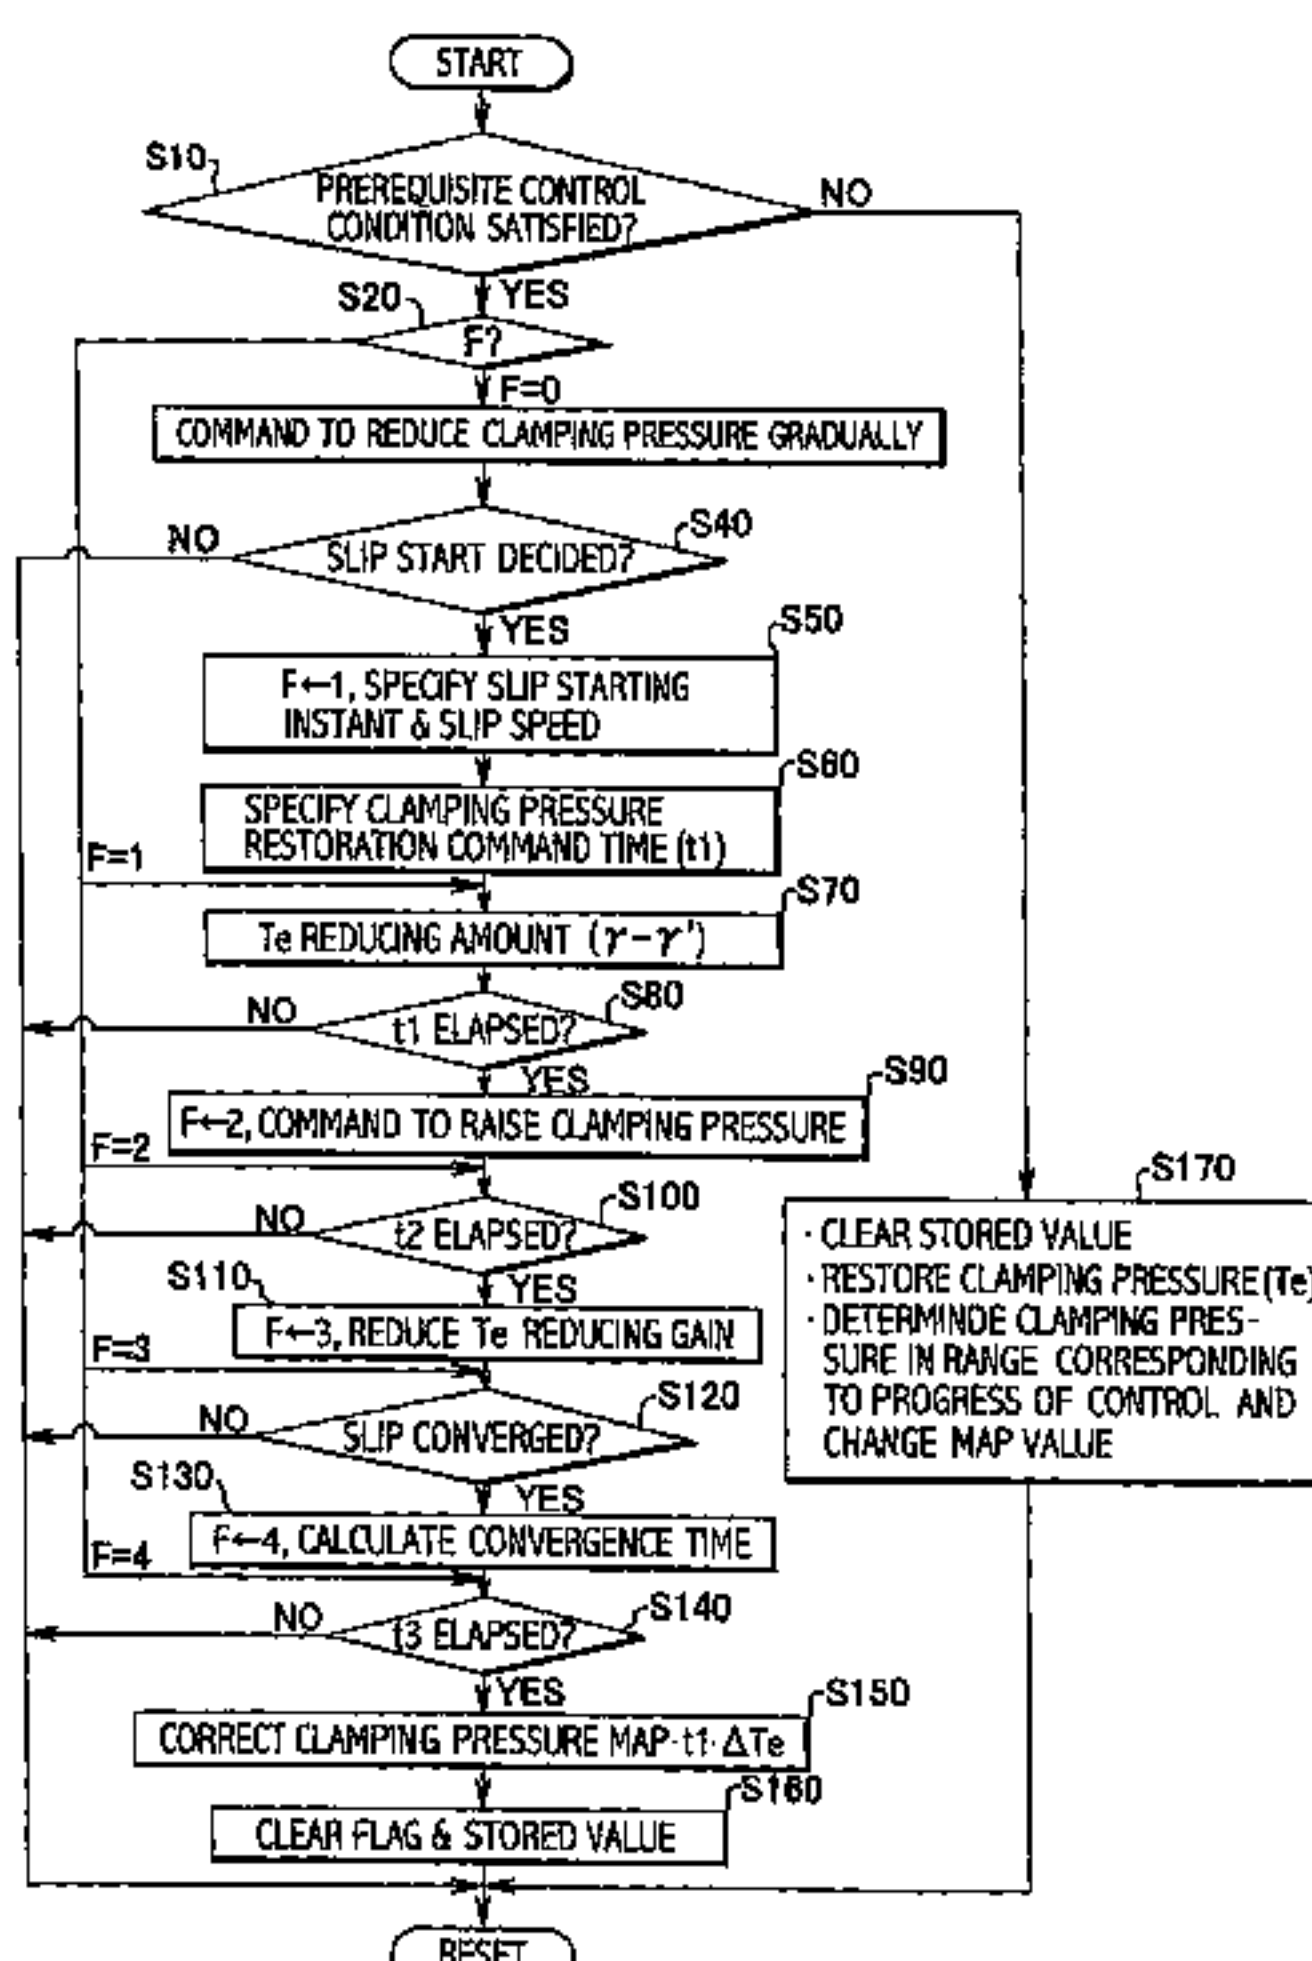 START
S10
PREREQUISITE CONTROL
CONDITION SATISFIED?
NO
YES
S20
F?
F=0
COMMAND TO REDUCE CLAMPING PRESSURE GRADUALLY
NO
S40
SLIP START DECIDED?
YES
S50
F←1, SPECIFY SLIP STARTING
INSTANT & SLIP SPEED
S60
SPECIFY CLAMPING PRESSURE
RESTORATION COMMAND TIME (t1)
F=1
S70
Te REDUCING AMOUNT (γ-γ')
NO
S80
t1 ELAPSED?
YES
S90
F←2, COMMAND TO RAISE CLAMPING PRESSURE
F=2
S100
NO
t2 ELAPSED?
YES
S110
F←3, REDUCE Te REDUCING GAIN
F=3
S120
NO
SLIP CONVERGED?
YES
S130
F←4, CALCULATE CONVERGENCE TIME
F=4
S140
NO
t3 ELAPSED?
YES
S150
CORRECT CLAMPING PRESSURE MAP·t1·ΔTe
S160
CLEAR FLAG & STORED VALUE
S170
· CLEAR STORED VALUE
· RESTORE CLAMPING PRESSURE (Te)
· DETERMINDE CLAMPING PRES-
SURE IN RANGE CORRESPONDING
TO PROGRESS OF CONTROL AND
CHANGE MAP VALUE
RESET